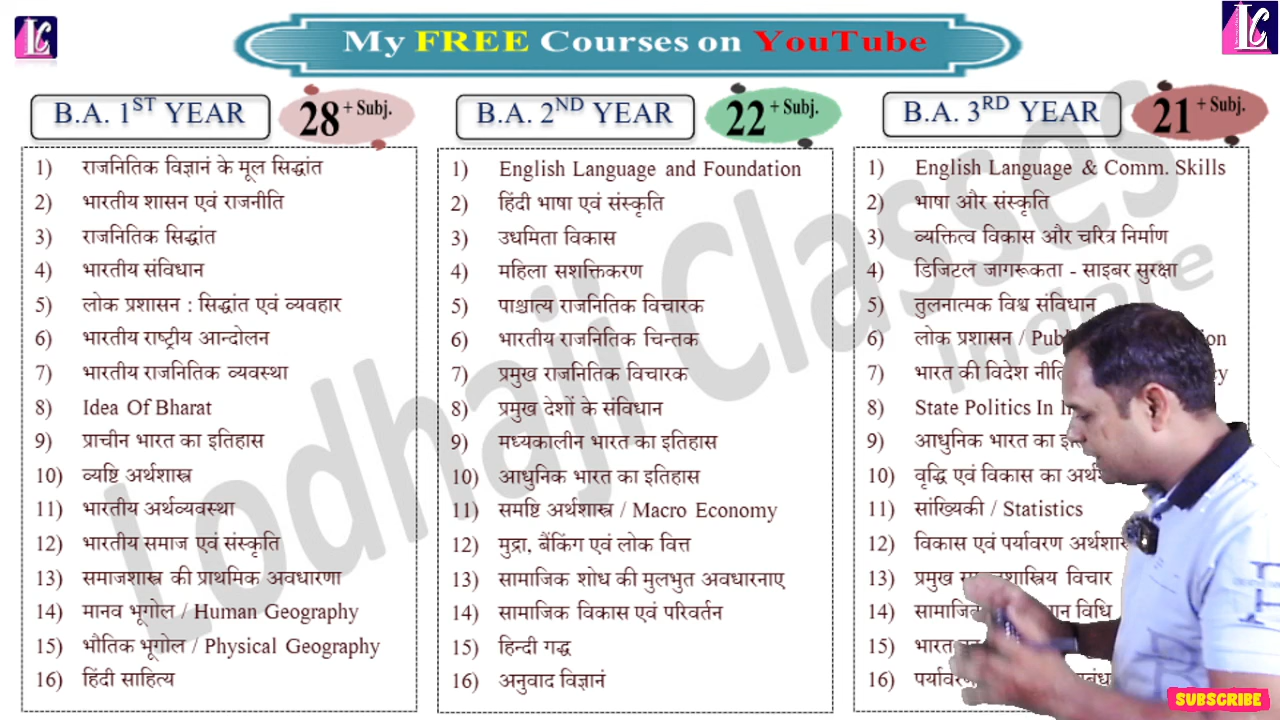 LC
My FREE Courses on YouTube
LC
B.A. 1ST YEAR
28 + Subj.
1) राजनितिक विज्ञानं के मूल सिद्धांत
2) भारतीय शासन एवं राजनीति
3) राजनितिक सिद्धांत
4) भारतीय संविधान
5) लोक प्रशासन : सिद्धांत एवं व्यवहार
6) भारतीय राष्ट्रीय आन्दोलन
7) भारतीय राजनितिक व्यवस्था
8) Idea Of Bharat
9) प्राचीन भारत का इतिहास
10) व्यष्टि अर्थशास्त्र
11) भारतीय अर्थव्यवस्था
12) भारतीय समाज एवं संस्कृति
13) समाजशास्त्र की प्राथमिक अवधारणा
14) मानव भूगोल / Human Geography
15) भौतिक भूगोल / Physical Geography
16) हिंदी साहित्य
B.A. 2ND YEAR
22 + Subj.
1) English Language and Foundation
2) हिंदी भाषा एवं संस्कृति
3) उधमिता विकास
4) महिला सशक्तिकरण
5) पाश्चात्य राजनितिक विचारक
6) भारतीय राजनितिक चिन्तक
7) प्रमुख राजनितिक विचारक
8) प्रमुख देशों के संविधान
9) मध्यकालीन भारत का इतिहास
10) आधुनिक भारत का इतिहास
11) समष्टि अर्थशास्त्र / Macro Economy
12) मुद्रा, बैंकिंग एवं लोक वित्त
13) सामाजिक शोध की मुलभुत अवधारनाए
14) सामाजिक विकास एवं परिवर्तन
15) हिन्दी गद्ध
16) अनुवाद विज्ञानं
B.A. 3RD YEAR
21 + Subj.
1) English Language & Comm. Skills
2) भाषा और संस्कृति
3) व्यक्तित्व विकास और चरित्र निर्माण
4) डिजिटल जागरूकता - साइबर सुरक्षा
5) तुलनात्मक विश्व संविधान
6) लोक प्रशासन /
7) भारत की विदेश
8) State Politics
9) आधुनिक भारत का
10) वृद्धि एवं विकास का
11) सांख्यिकी / Statistics
12) विकास एवं पर्यावरण
13) प्रमुख विचार
14) विधि
15) भारत
16)
Lodhaji Classes
Indore
SUBSCRIBE